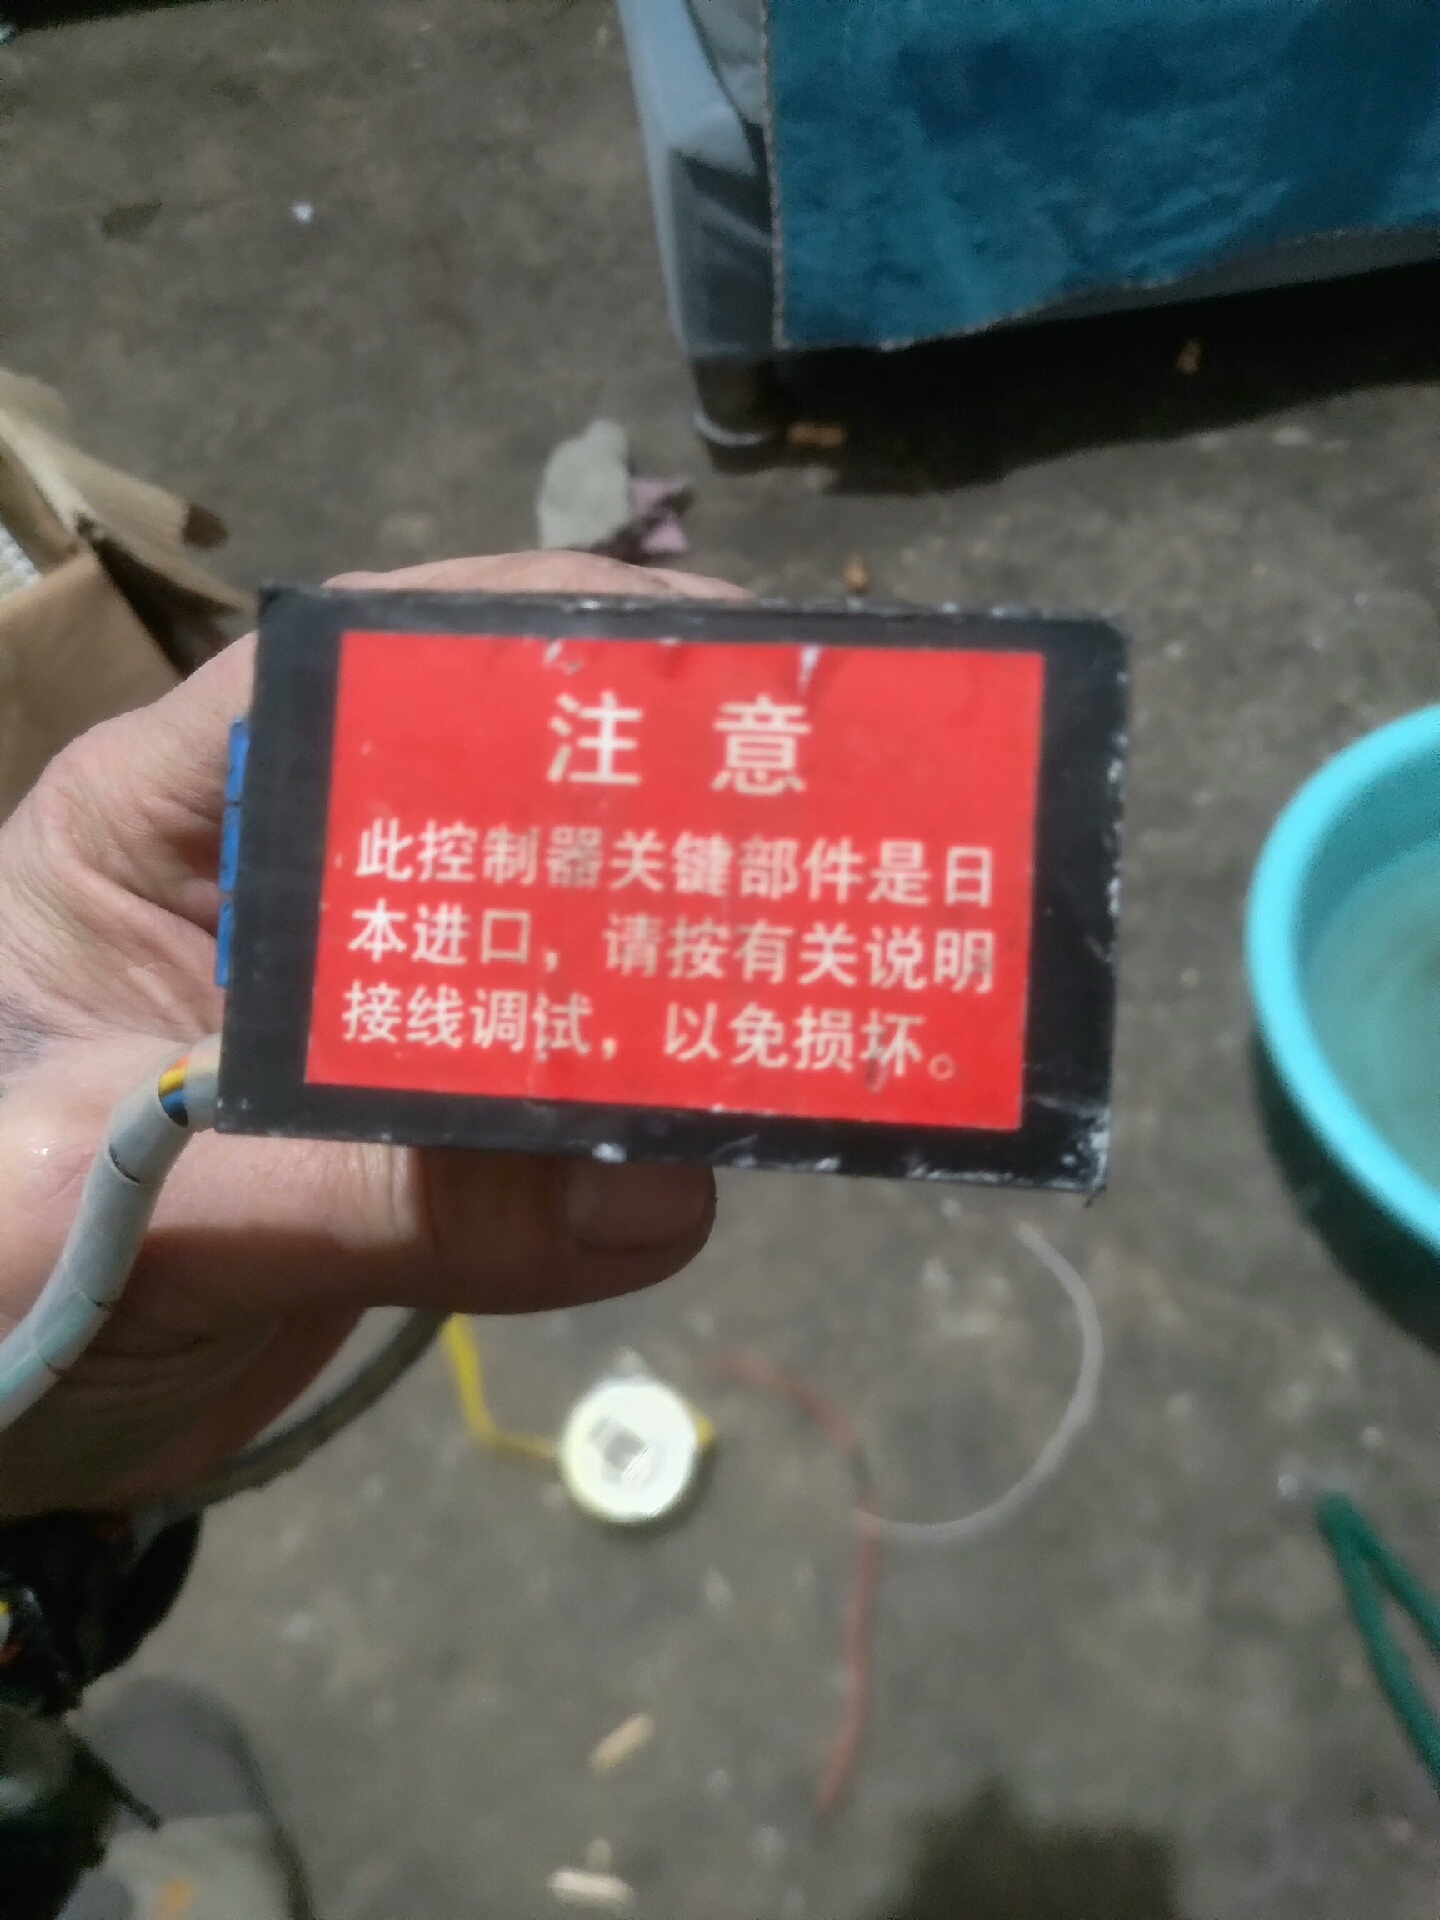 注意
此控制器关键部件是日
本进口，请按有关说明
接线调试，以免损坏。